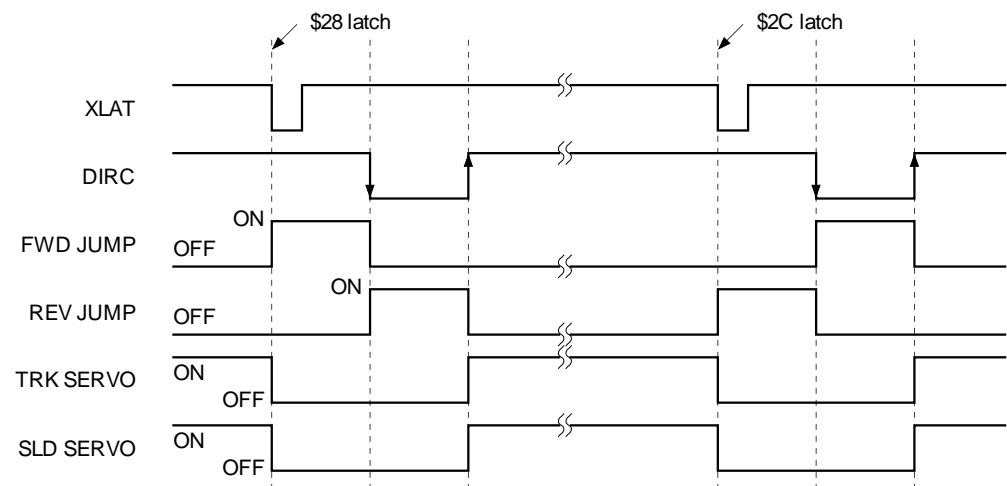 $28 latch
$2C latch
XLAT
DIRC
ON
FWD JUMP
OFF
ON
REV JUMP
OFF
TRK SERVO
ON
OFF
SLD SERVO
ON
OFF